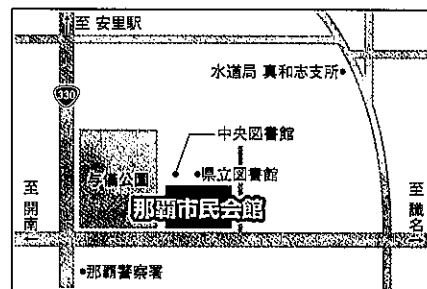 至 安里駅
水道局 真和志支所
330
中央図書館
県立図書館
与儀公園
那覇市民会館
至 開南
至 識名
那覇警察署